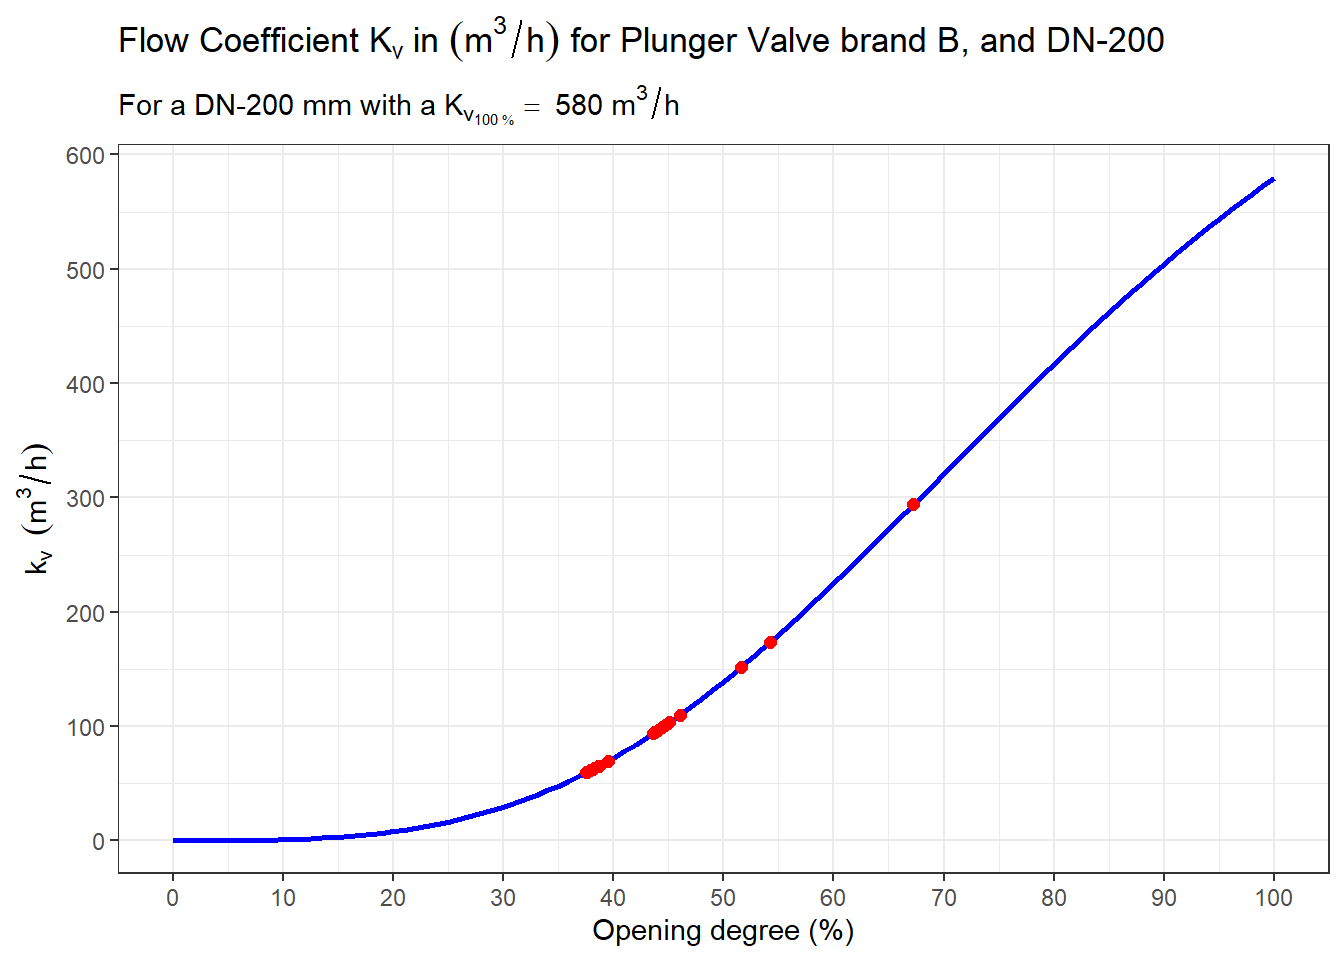 Flow Coefficient Kv in (m³/h) for Plunger Valve brand B, and DN-200
For a DN-200 mm with a Kv100 % = 580 m³/h
600
500
400
300
200
100
0
kv (m³/h)
0 10 20 30 40 50 60 70 80 90 100
Opening degree (%)